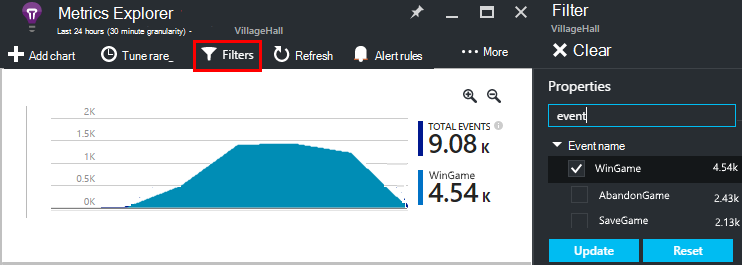 Metrics Explorer
Last 24 hours (30 minute granularity) -
VillageHall
Add chart
Tune rare_
Filters
Refresh
Alert rules
··· More
2K
1.5K
1K
0.5K
0K
TOTAL EVENTS
9.08 K
WinGame
4.54 K
Filter
VillageHall
Clear
Properties
event
Event name
WinGame 4.54k
AbandonGame 2.43k
SaveGame 2.13k
Update
Reset